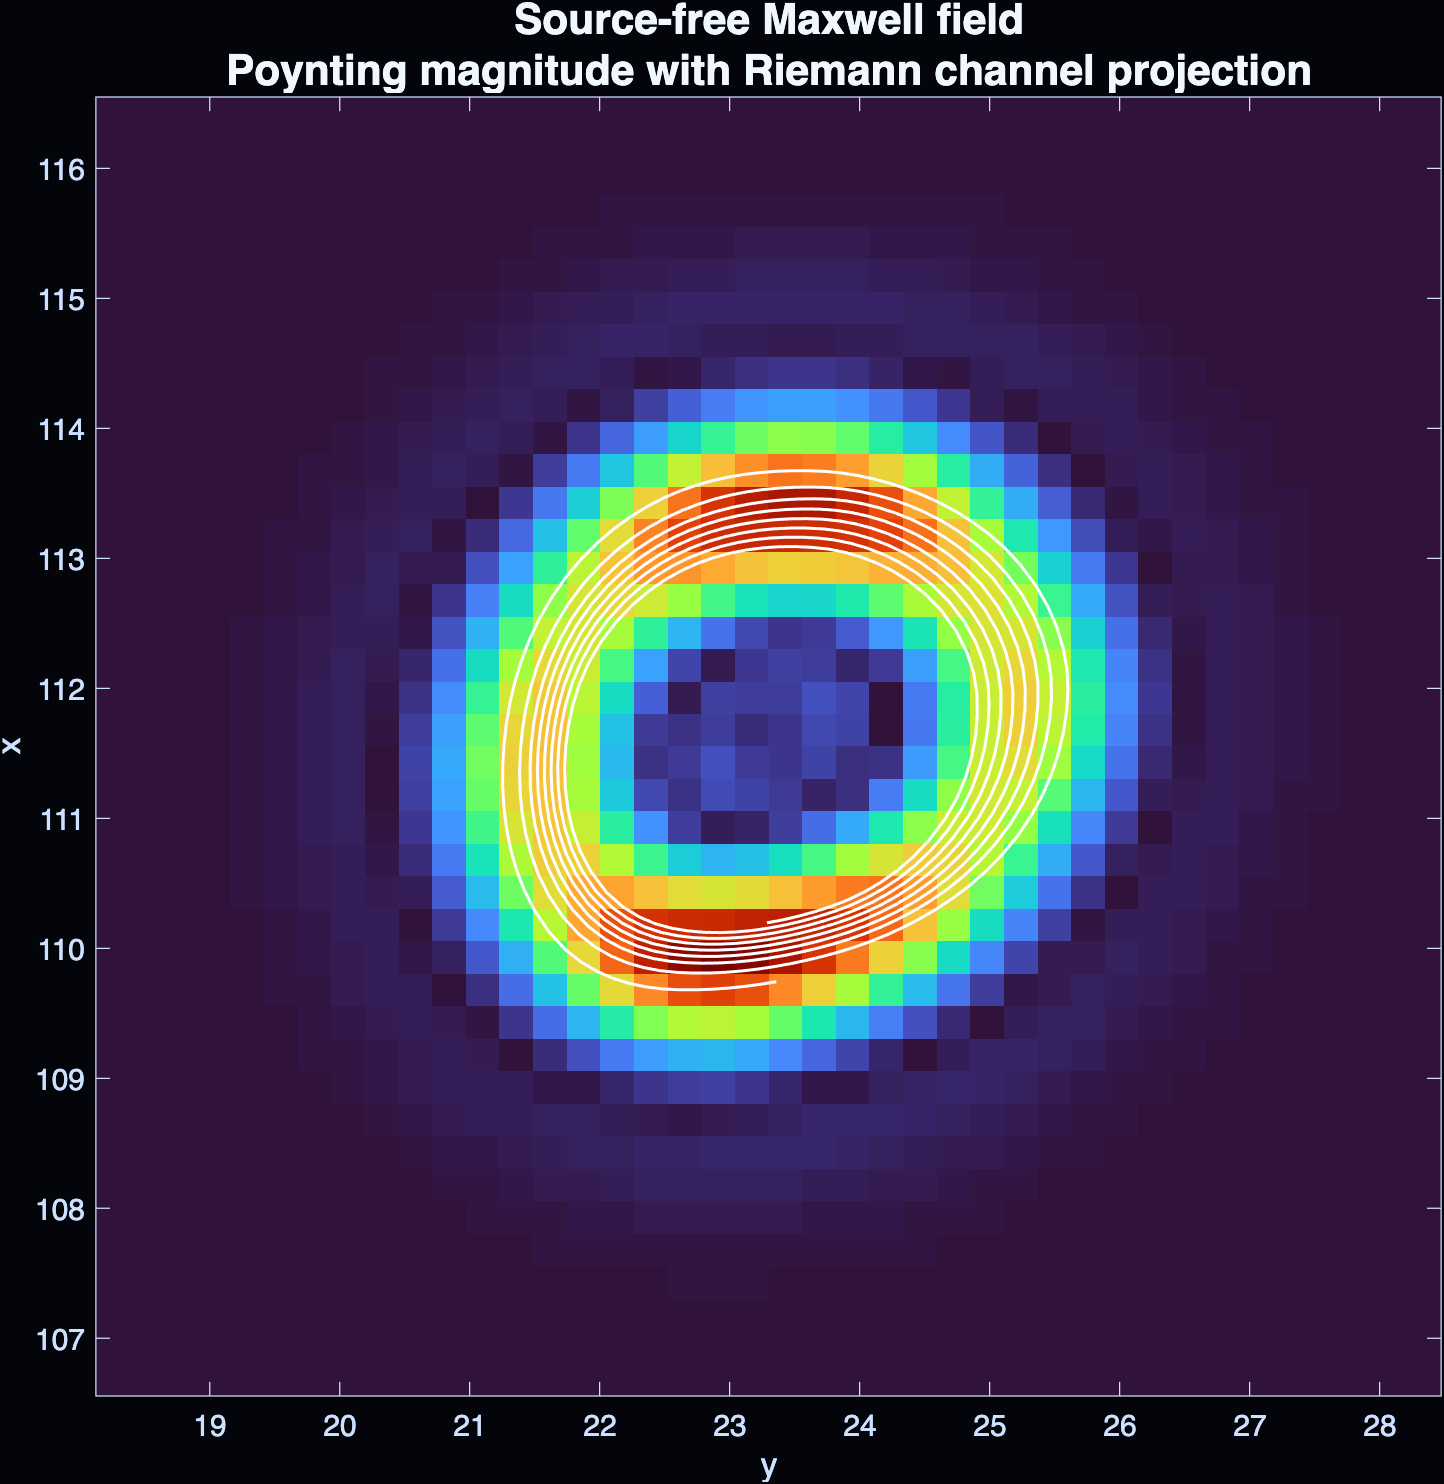 Source-free Maxwell field
Poynting magnitude with Riemann channel projection
116
115
114
113
112
x
111
110
109
108
107
19 20 21 22 23 24 25 26 27 28
y